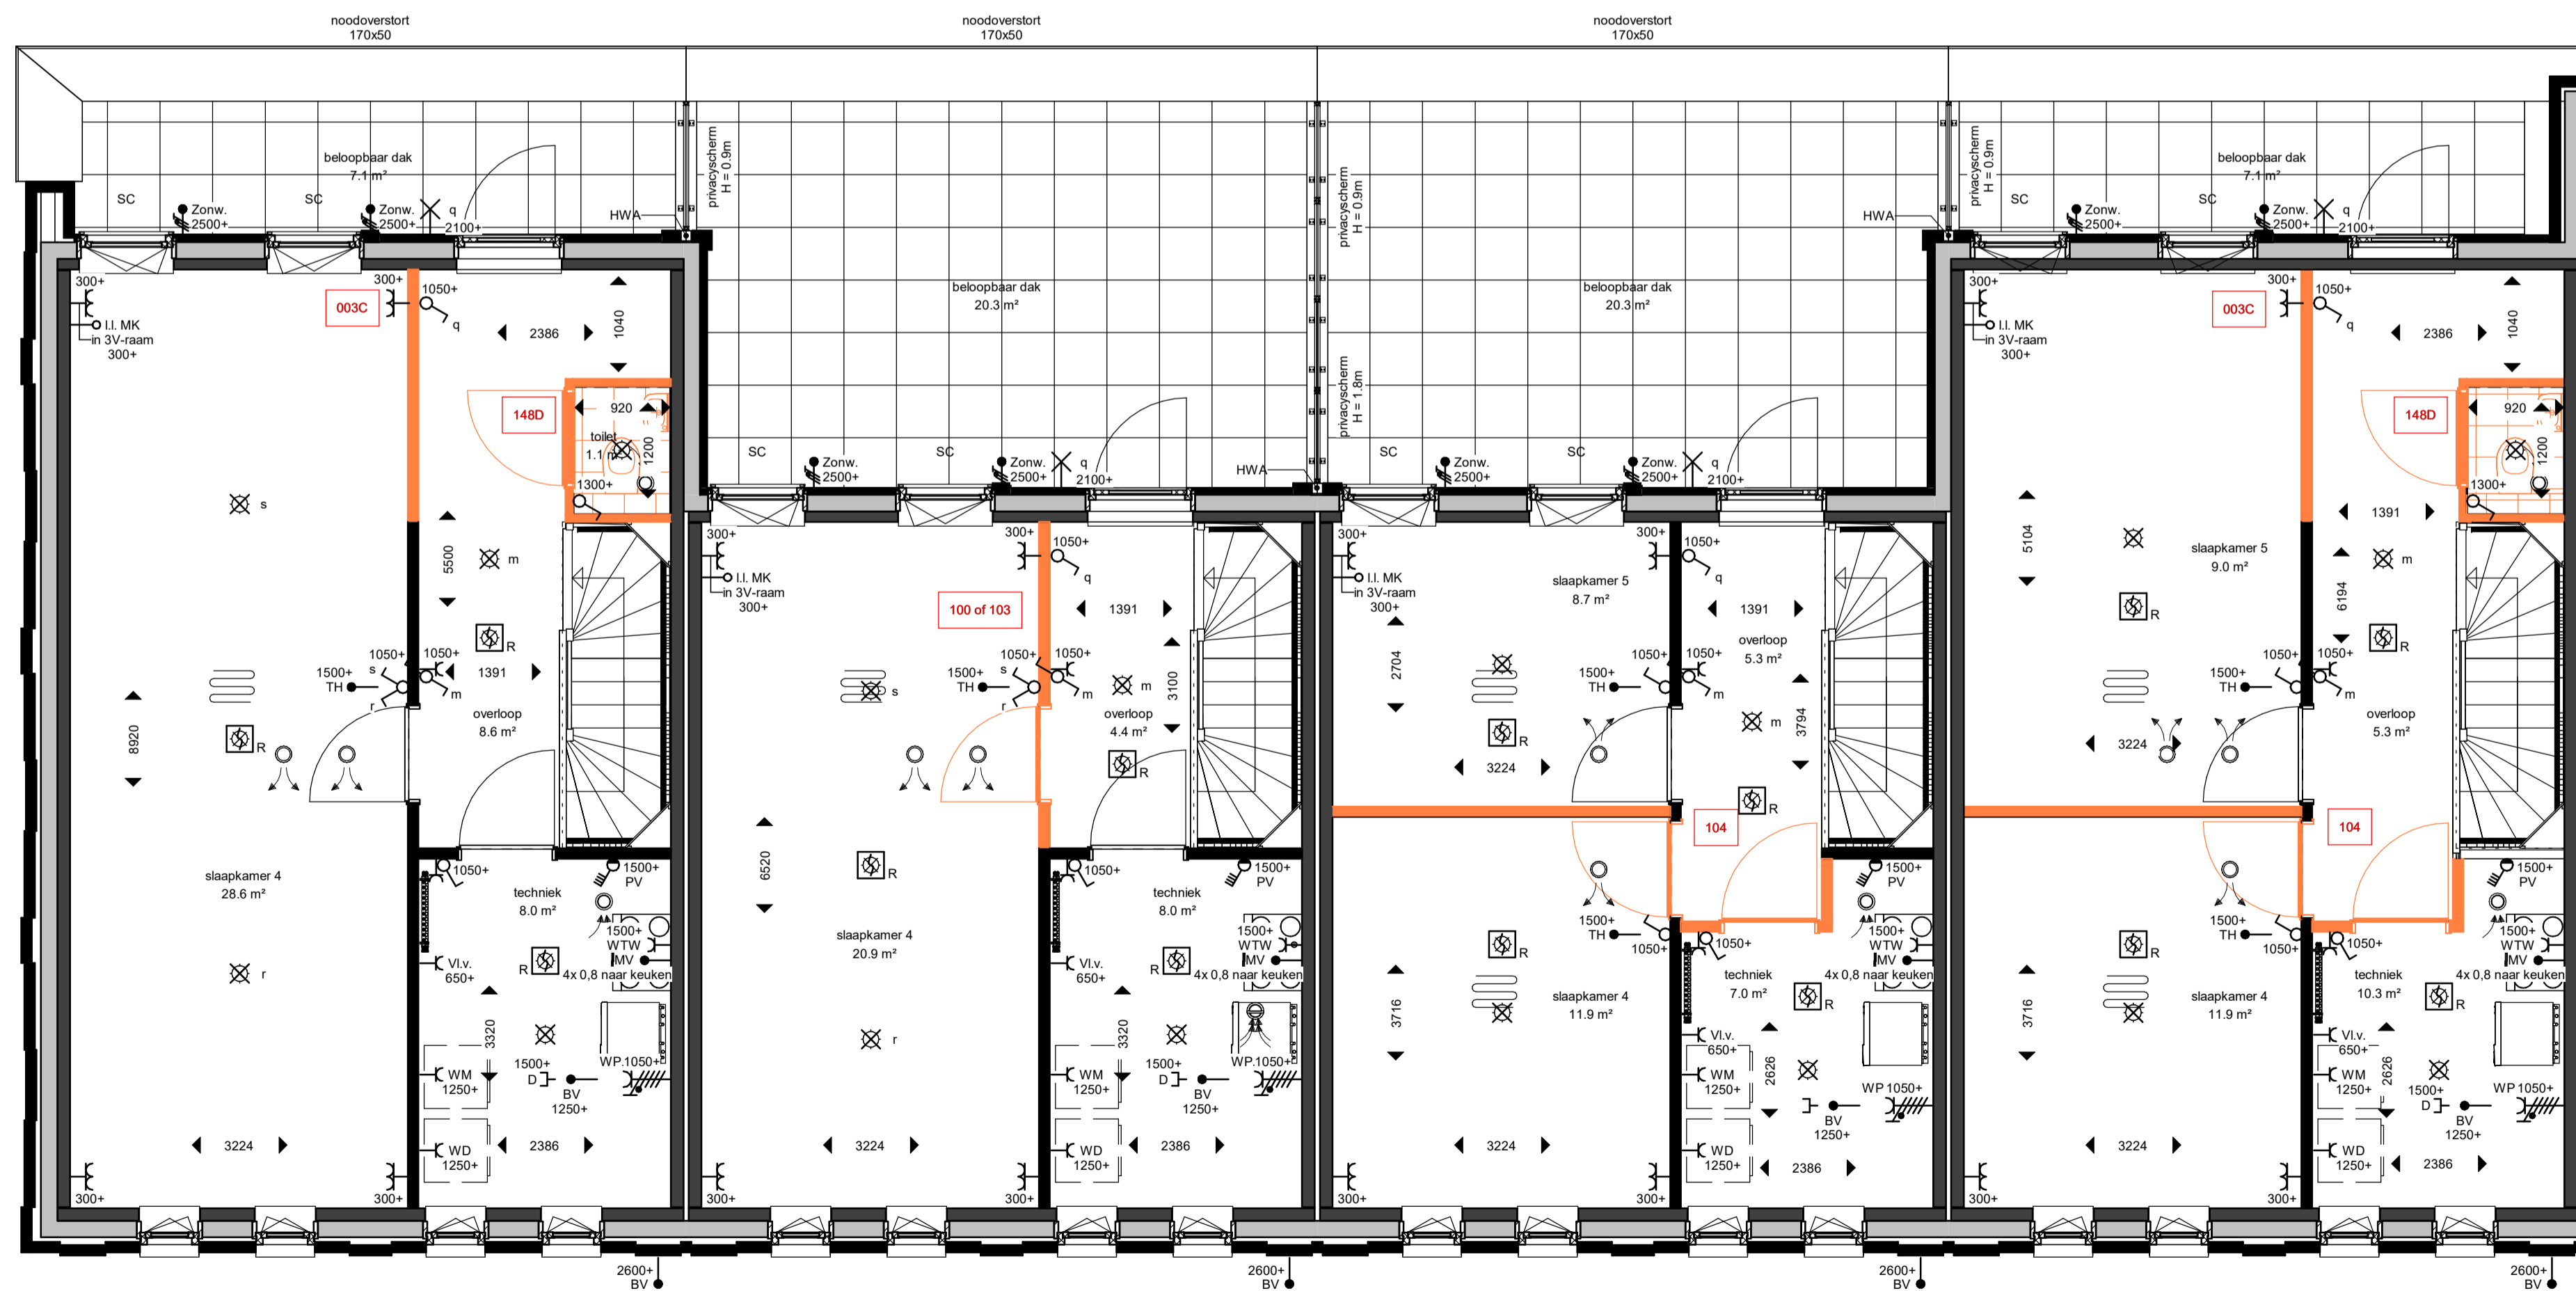 noodoverstort
170x50
noodoverstort
170x50
noodoverstort
170x50
beloopbaar dak
7.1 m²
SC
SC
Zonw.
2500+
Zonw.
2500+
q
2100+
HWA
privacyscherm
H = 0.9m
300+
300+
003C
1050+
q
I.I. MK
in 3V-raam
300+
2386
1040
148D
920
toilet
1.1 m²
1200
1300+
s
5500
m
R
1050+
s
1050+
1500+
TH
m
r
1391
8920
R
overloop
8.6 m²
slaapkamer 4
28.6 m²
r
1050+
techniek
8.0 m²
1500+
PV
1500+
WTW
MV
4x 0,8 naar keuken
R
Vl.v.
650+
3320
WP.1050+
1500+
D
BV
1250+
WM
1250+
WD
1250+
2386
3224
300+
300+
2600+
BV
beloopbaar dak
20.3 m²
SC
SC
Zonw.
2500+
Zonw.
2500+
q
2100+
HWA
privacyscherm
H = 0.9m
privacyscherm
H = 1.8m
300+
300+
1050+
q
I.I. MK
in 3V-raam
300+
100 of 103
1391
1050+
s
1050+
1500+
TH
m
r
s
m
3100
overloop
4.4 m²
R
6520
R
slaapkamer 4
20.9 m²
r
1050+
techniek
8.0 m²
1500+
PV
1500+
WTW
MV
4x 0,8 naar keuken
R
Vl.v.
650+
3320
WP.1050+
1500+
D
BV
1250+
WM
1250+
WD
1250+
2386
3224
300+
300+
2600+
BV
beloopbaar dak
20.3 m²
SC
SC
Zonw.
2500+
Zonw.
2500+
q
2100+
HWA
300+
1050+
q
I.I. MK
in 3V-raam
300+
slaapkamer 5
8.7 m²
1391
overloop
5.3 m²
2704
1050+
1050+
1500+
TH
m
m
3794
R
3224
R
104
1500+
TH
1050+
1050+
R
slaapkamer 4
11.9 m²
3716
1500+
PV
1500+
WTW
MV
4x 0,8 naar keuken
techniek
7.0 m²
R
Vl.v.
650+
2626
WM
1250+
WP 1050+
BV
1250+
WD
1250+
2386
3224
300+
300+
2600+
BV
privacyscherm
H = 0.9m
beloopbaar dak
7.1 m²
SC
SC
Zonw.
2500+
Zonw.
2500+
q
2100+
300+
300+
003C
1050+
q
I.I. MK
in 3V-raam
300+
2386
1040
148D
920
1200
1300+
1391
5104
slaapkamer 5
9.0 m²
m
6194
R
R
1050+
1050+
1500+
TH
m
overloop
5.3 m²
3224
104
1500+
TH
1050+
1050+
R
slaapkamer 4
11.9 m²
3716
1500+
PV
1500+
WTW
MV
4x 0,8 naar keuken
techniek
10.3 m²
R
Vl.v.
650+
2626
WM
1250+
WP 1050+
1500+
D
BV
1250+
WD
1250+
2386
3224
300+
300+
2600+
BV